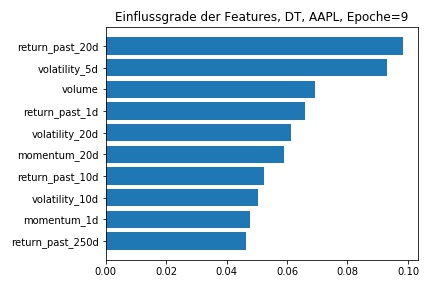 Einflussgrade der Features, DT, AAPL, Epoche=9
return_past_20d
volatility_5d
volume
return_past_1d
volatility_20d
momentum_20d
return_past_10d
volatility_10d
momentum_1d
return_past_250d
0.00 0.02 0.04 0.06 0.08 0.10